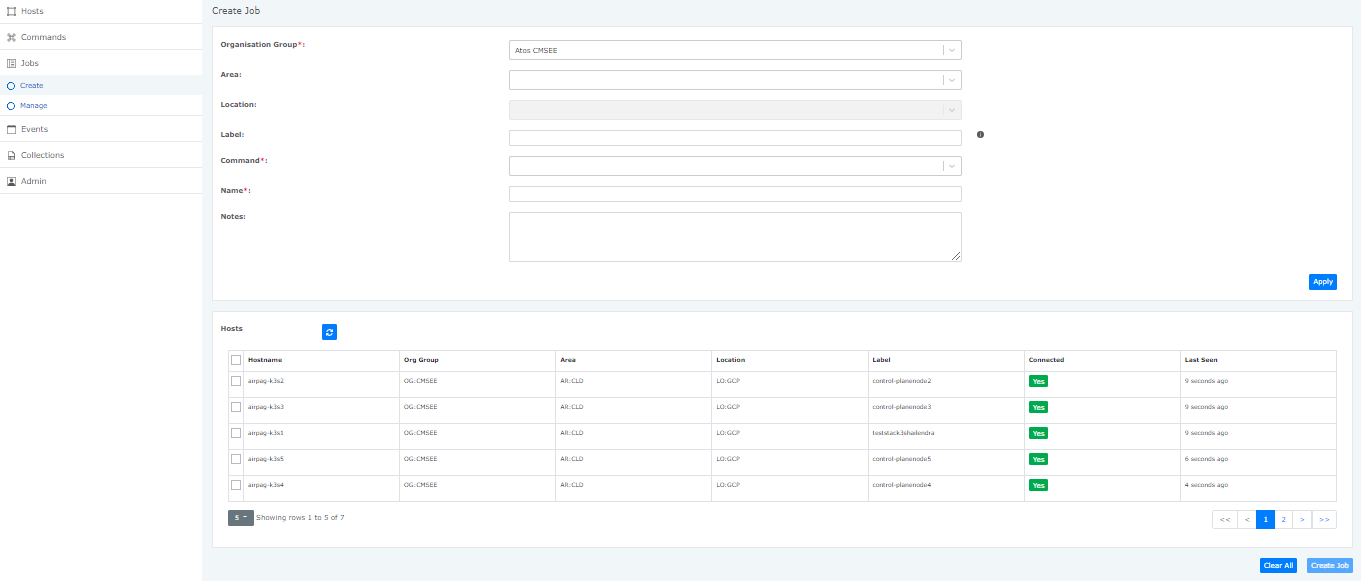 Hosts
Commands
Jobs
Create
Manage
Events
Collections
Admin
Create Job
Organisation Group*: Atos CMSEE
Area:
Location:
Label:
Command*:
Name*:
Notes:
Apply
Hosts
Hostname Org Group Area Location Label Connected Last Seen
airpag-k3s2 OG:CMSEE AR:CLD LO:GCP control-planenode2 Yes 9 seconds ago
airpag-k3s3 OG:CMSEE AR:CLD LO:GCP control-planenode3 Yes 9 seconds ago
airpag-k3s1 OG:CMSEE AR:CLD LO:GCP teststack3shailendra Yes 9 seconds ago
airpag-k3s5 OG:CMSEE AR:CLD LO:GCP control-planenode5 Yes 6 seconds ago
airpag-k3s4 OG:CMSEE AR:CLD LO:GCP control-planenode4 Yes 4 seconds ago
5 Showing rows 1 to 5 of 7 << < 1 2 > >>
Clear All Create Job